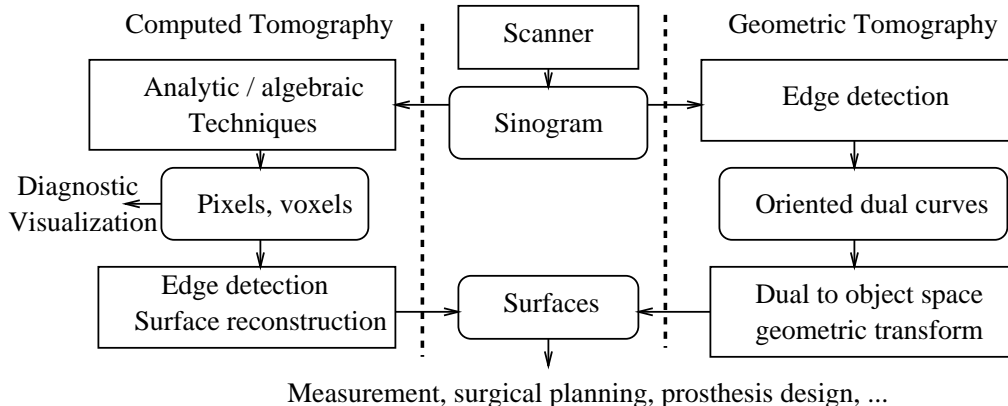 Computed Tomography
Scanner
Geometric Tomography
Analytic / algebraic
Techniques
Sinogram
Edge detection
Diagnostic
Visualization
Pixels, voxels
Oriented dual curves
Edge detection
Surface reconstruction
Surfaces
Dual to object space
geometric transform
Measurement, surgical planning, prosthesis design, ...